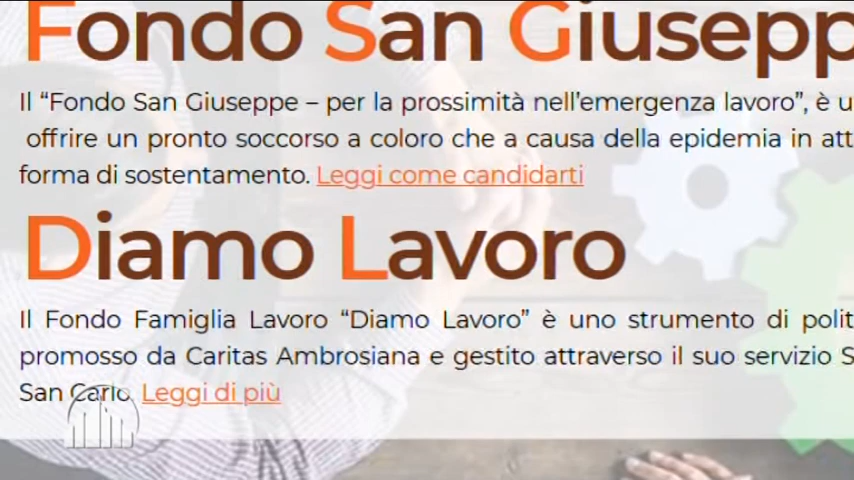 Fondo San Giusepp
Il “Fondo San Giuseppe – per la prossimità nell’emergenza lavoro”, è u
offrire un pronto soccorso a coloro che a causa della epidemia in att
forma di sostentamento. Leggi come candidarti
Diamo Lavoro
Il Fondo Famiglia Lavoro “Diamo Lavoro” è uno strumento di polit
promosso da Caritas Ambrosiana e gestito attraverso il suo servizio S
San Carlo. Leggi di più